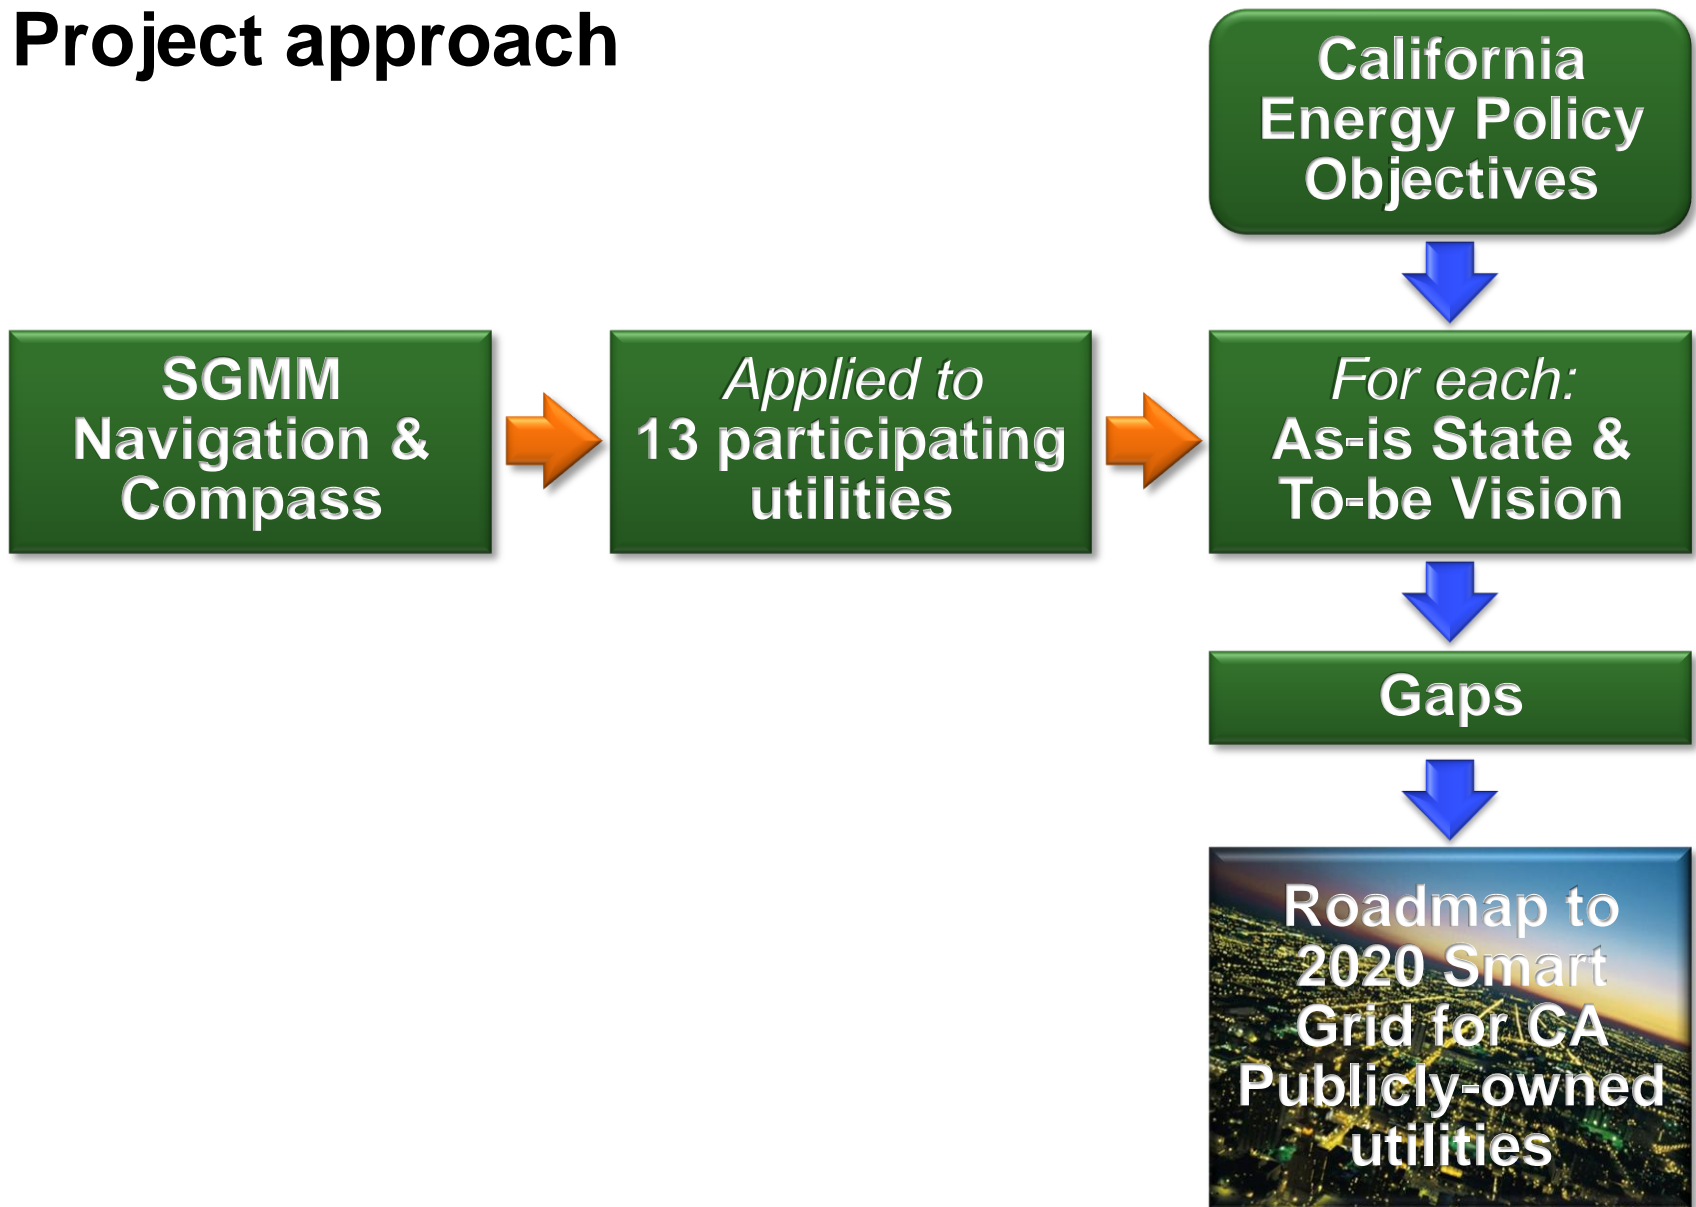 Project approach
California
Energy Policy
Objectives
SGMM
Navigation &
Compass
Applied to
13 participating
utilities
For each:
As-is State &
To-be Vision
Gaps
Roadmap to
2020 Smart
Grid for CA
Publicly-owned
utilities